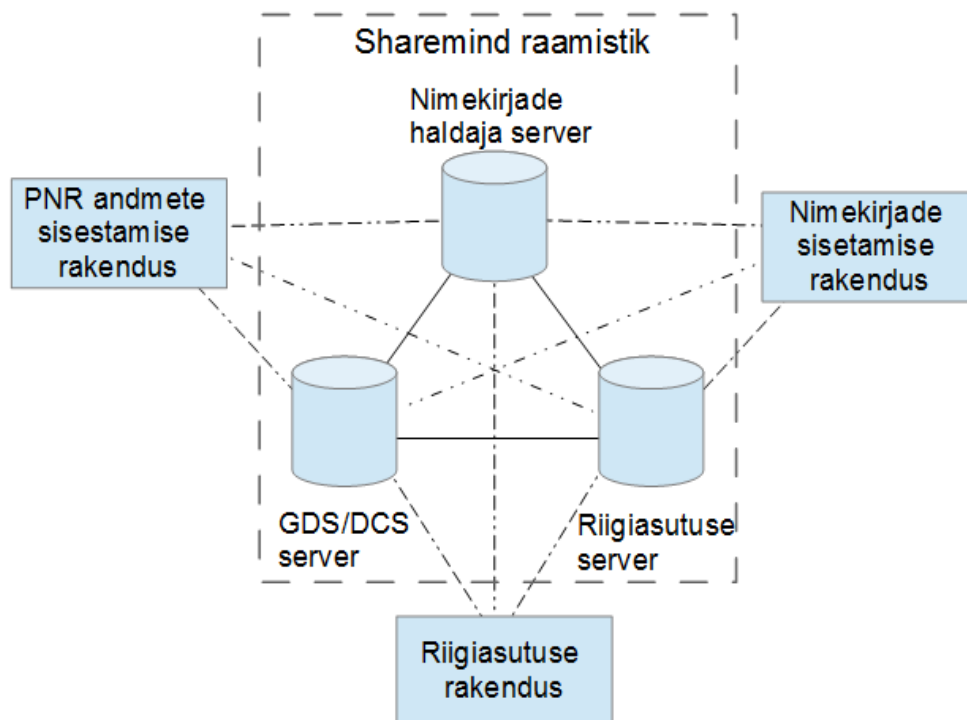 Sharemind raamistik
Nimekirjade
haldaja server
PNR andmete
sisestamise
rakendus
Nimekirjade
sisetamise
rakendus
GDS/DCS
server
Riigiasutuse
server
Riigiasutuse
rakendus